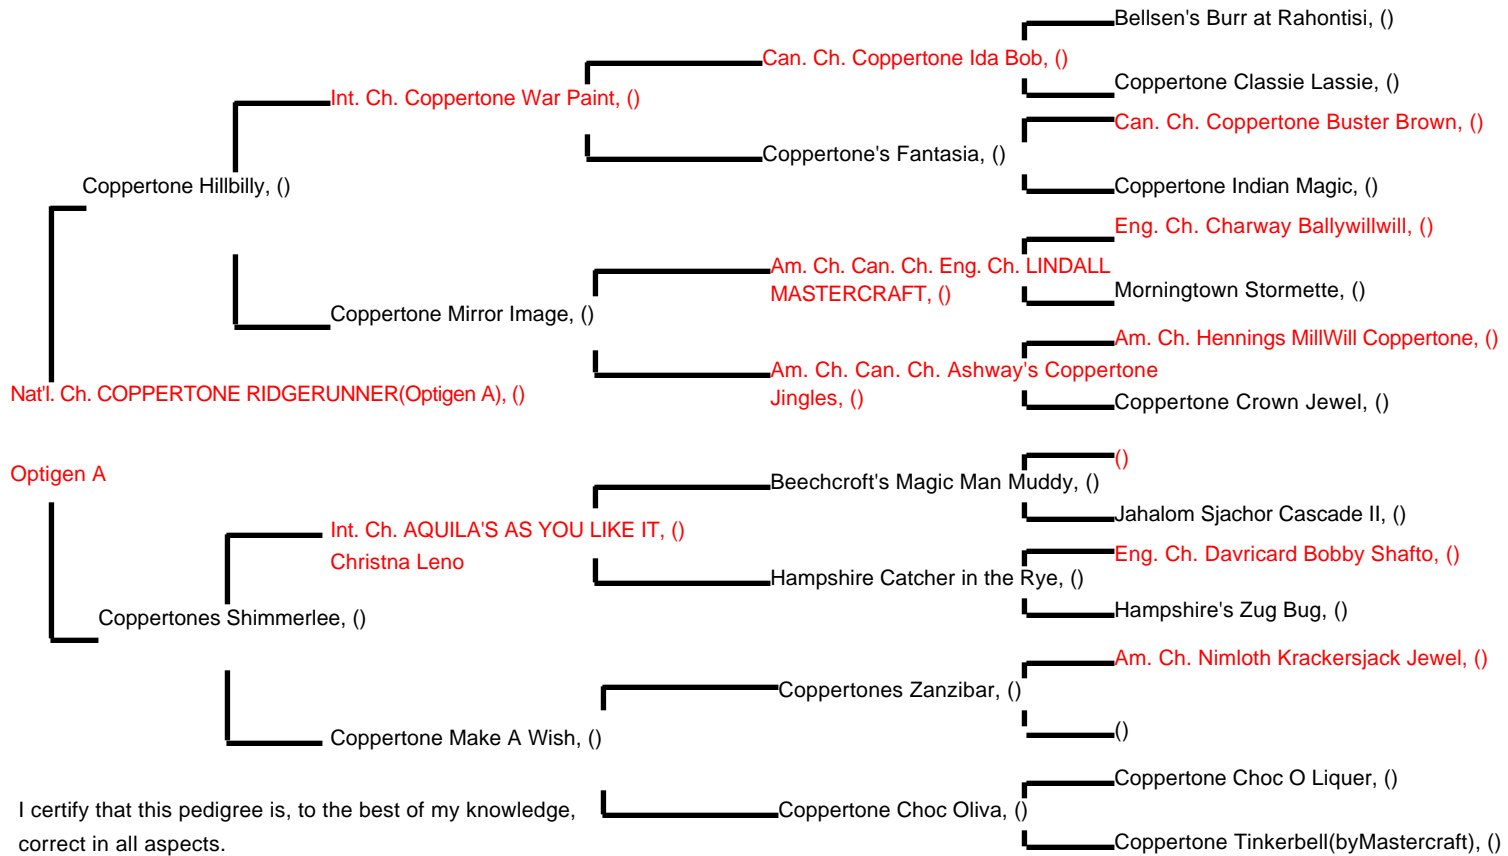 Bellsen's Burr at Rahontisi, ()
Can. Ch. Coppertone Ida Bob, ()
Coppertone Classie Lassie, ()
Int. Ch. Coppertone War Paint, ()
Can. Ch. Coppertone Buster Brown, ()
Coppertone's Fantasia, ()
Coppertone Indian Magic, ()
Coppertone Hillbilly, ()
Eng. Ch. Charway Ballywillwill, ()
Am. Ch. Can. Ch. Eng. Ch. LINDALL
MASTERCRAFT, ()
Morningtown Stormette, ()
Coppertone Mirror Image, ()
Am. Ch. Hennings MillWill Coppertone, ()
Am. Ch. Can. Ch. Ashway's Coppertone
Jingles, ()
Coppertone Crown Jewel, ()
Nat'l. Ch. COPPERTONE RIDGERUNNER(Optigen A), ()
Optigen A
()
Beechcroft's Magic Man Muddy, ()
Jahalom Sjachor Cascade II, ()
Int. Ch. AQUILA'S AS YOU LIKE IT, ()
Christna Leno
Eng. Ch. Davricard Bobby Shafto, ()
Hampshire Catcher in the Rye, ()
Hampshire's Zug Bug, ()
Coppertones Shimmerlee, ()
Am. Ch. Nimloth Krackersjack Jewel, ()
Coppertones Zanzibar, ()
()
Coppertone Make A Wish, ()
Coppertone Choc O Liquer, ()
Coppertone Choc Oliva, ()
Coppertone Tinkerbell(byMastercraft), ()
I certify that this pedigree is, to the best of my knowledge,
correct in all aspects.